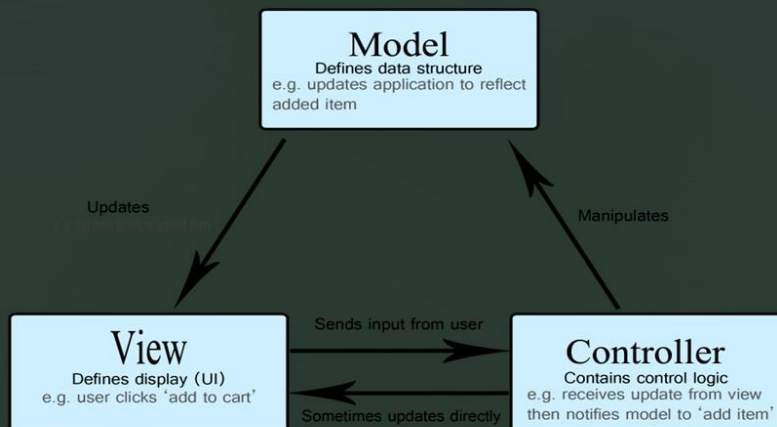 Model
Defines data structure
e.g. updates application to reflect
added item
Updates
Manipulates
Sends input from user
View
Defines display (UI)
e.g. user clicks ‘add to cart’
Controller
Contains control logic
e.g. receives update from view
then notifies model to ‘add item’
Sometimes updates directly